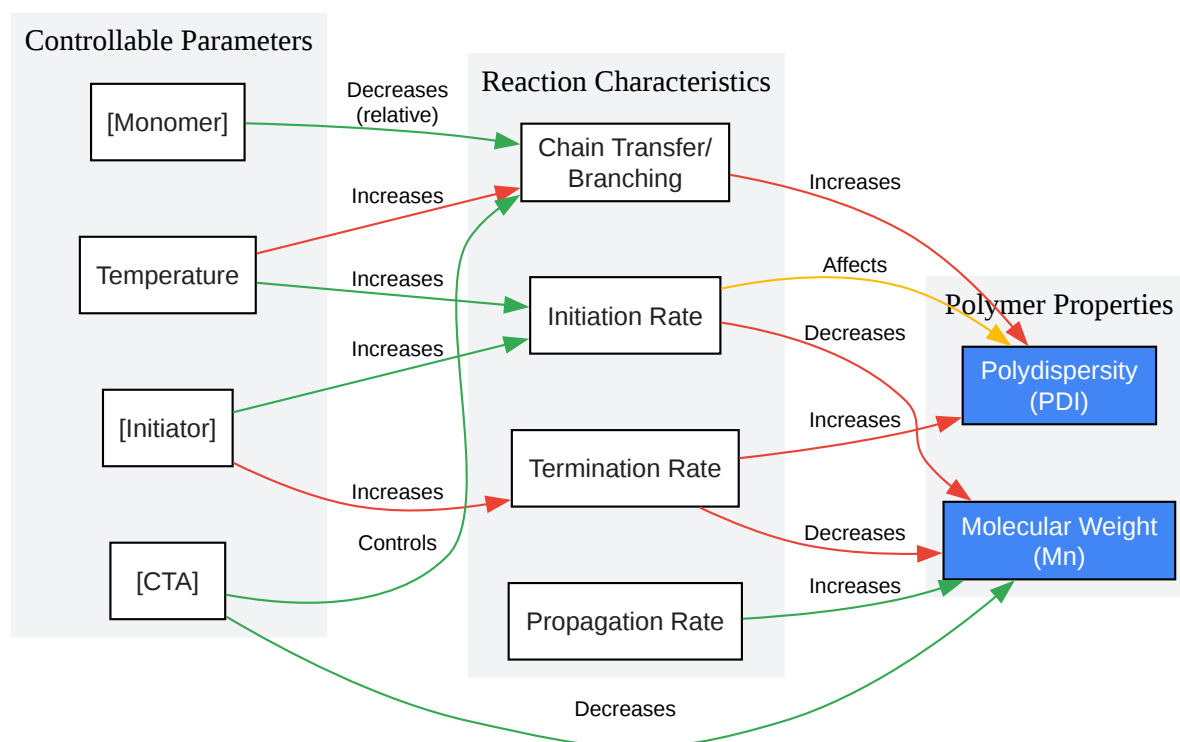 Controllable Parameters
[Monomer]
Temperature
[Initiator]
[CTA]
Decreases
(relative)
Increases
Increases
Increases
Increases
Controls
Reaction Characteristics
Chain Transfer/
Branching
Initiation Rate
Termination Rate
Propagation Rate
Increases
Affects
Decreases
Increases
Decreases
Increases
Decreases
Polymer Properties
Polydispersity
(PDI)
Molecular Weight
(Mn)